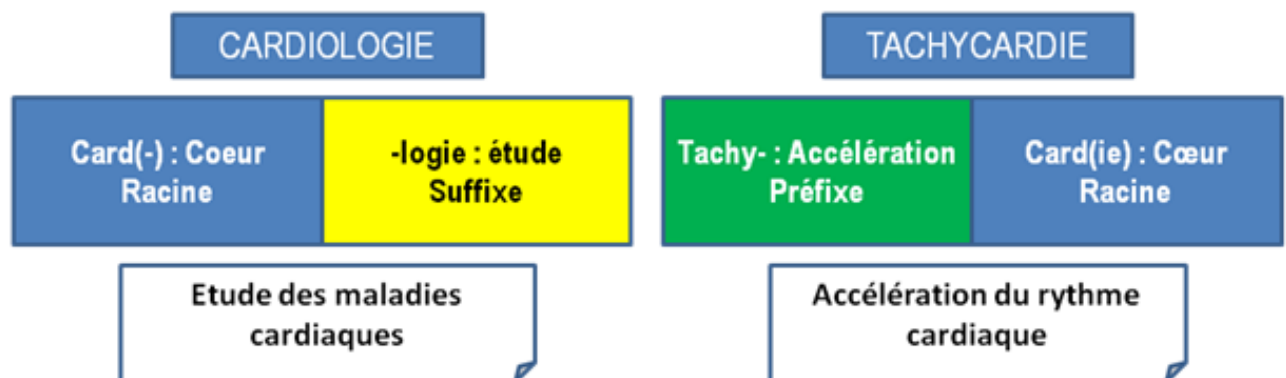 CARDIOLOGIE
Card(-) : Coeur
Racine
-logie : étude
Suffixe
Etude des maladies
cardiaques
TACHYCARDIE
Tachy- : Accélération
Préfixe
Card(ie) : Cœur
Racine
Accélération du rythme
cardiaque